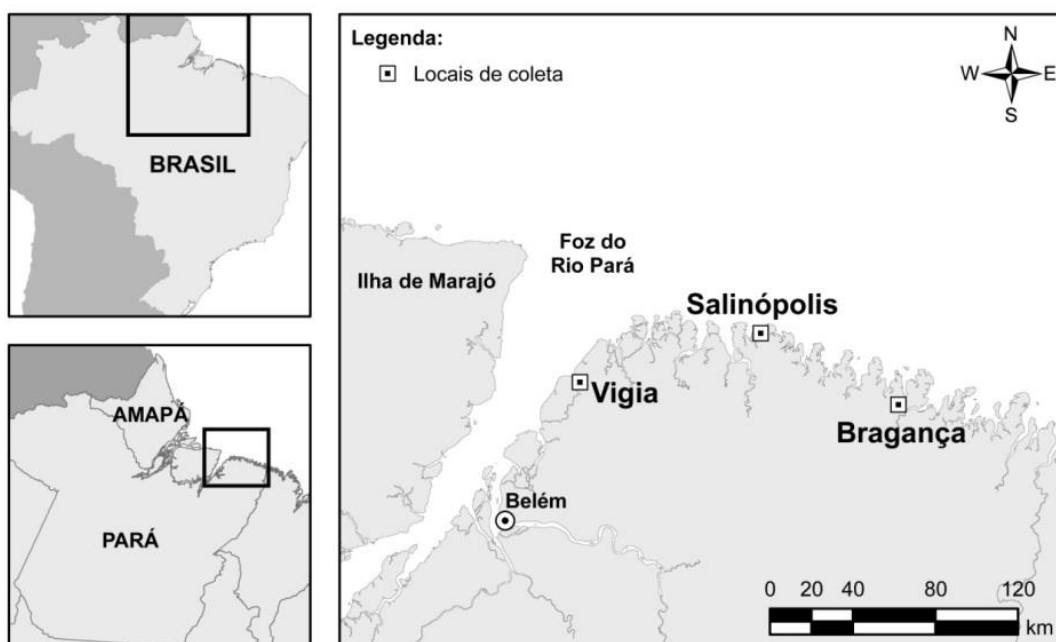 BRASIL
AMAPÁ
PARÁ
Legenda:
Locais de coleta
N
W E
S
Foz do
Rio Pará
Ilha de Marajó
Salinópolis
Vigia
Bragança
Belém
0 20 40 80 120
km